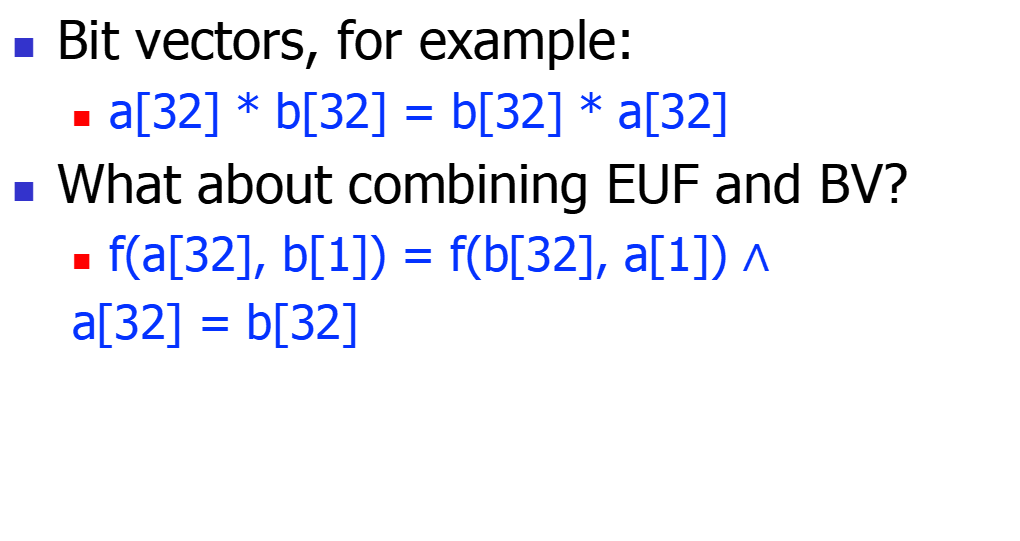 Bit vectors, for example:
a[32] * b[32] = b[32] * a[32]
What about combining EUF and BV?
f(a[32], b[1]) = f(b[32], a[1]) ∧
a[32] = b[32]